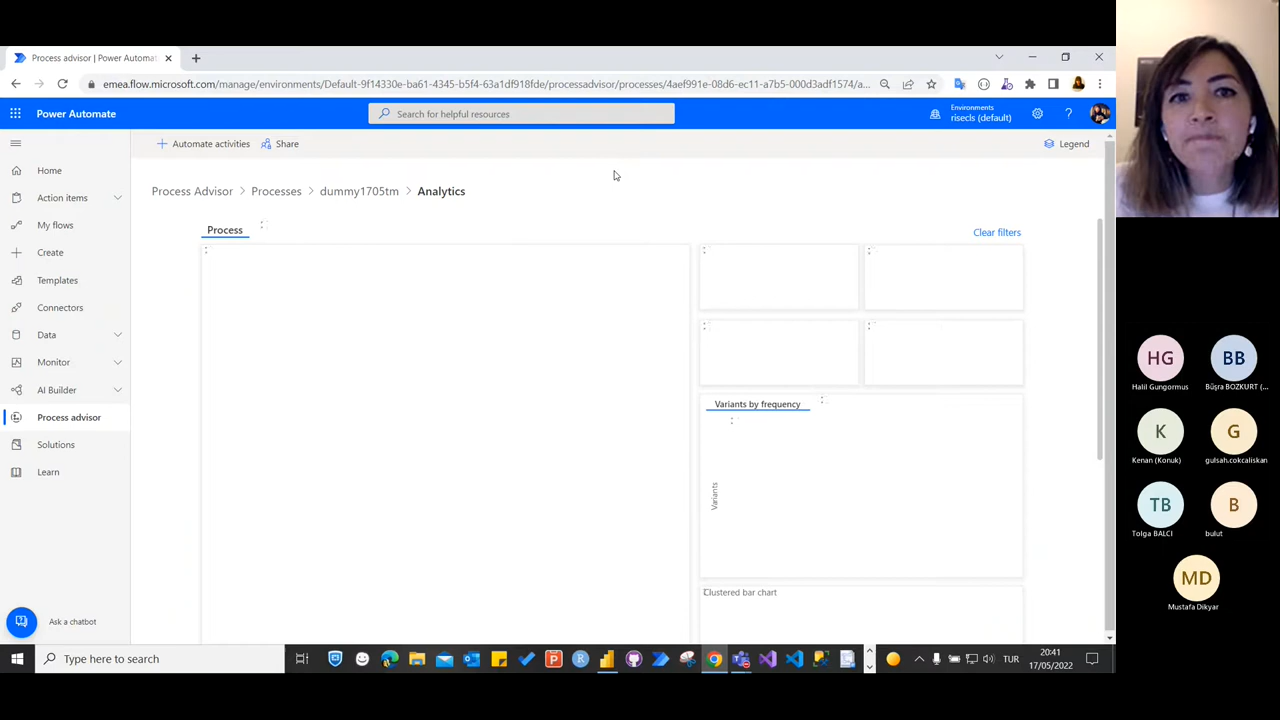 Process advisor | Power Automat
emea.flow.microsoft.com/manage/environments/Default-9f14330e-ba61-4345-b5f4-63a1df918fde/processadvisor/processes/4aef991e-08d6-ec11-a7b5-000d3adf1574/a...
Power Automate
Search for helpful resources
Environments
risecls (default)
Automate activities
Share
Legend
Home
Action items
My flows
Create
Templates
Connectors
Data
Monitor
AI Builder
Process advisor
Solutions
Learn
Ask a chatbot
Process Advisor > Processes > dummy1705tm > Analytics
Process
Clear filters
Variants by frequency
Variants
Clustered bar chart
HG
Halil Gungormus
BB
Büşra BOZKURT (...
K
Kenan (Konuk)
G
gulsah.cokcaliskan
TB
Tolga BALCI
B
bulut
MD
Mustafa Dikyar
Type here to search
TUR
20:41
17/05/2022